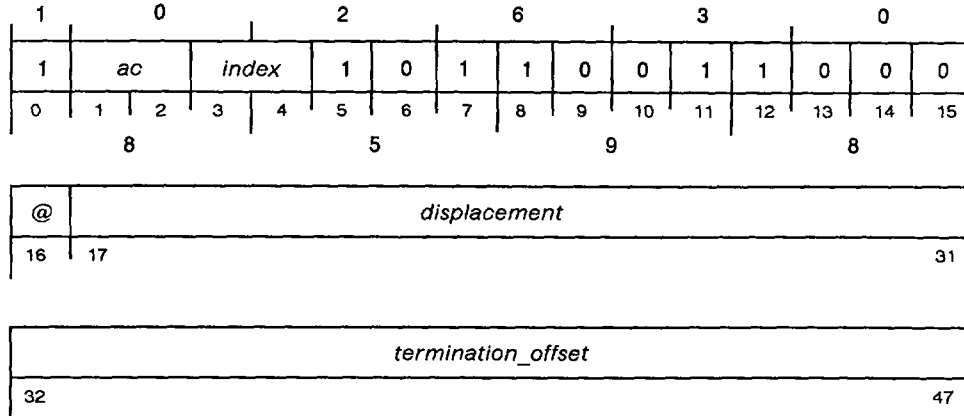 1 0 2 6 3 0
1 ac index 1 0 1 1 0 0 1 1 0 0 0
0 1 2 3 4 5 6 7 8 9 10 11 12 13 14 15
8 5 9 8
@ displacement
16 17 31
termination_offset
32 47